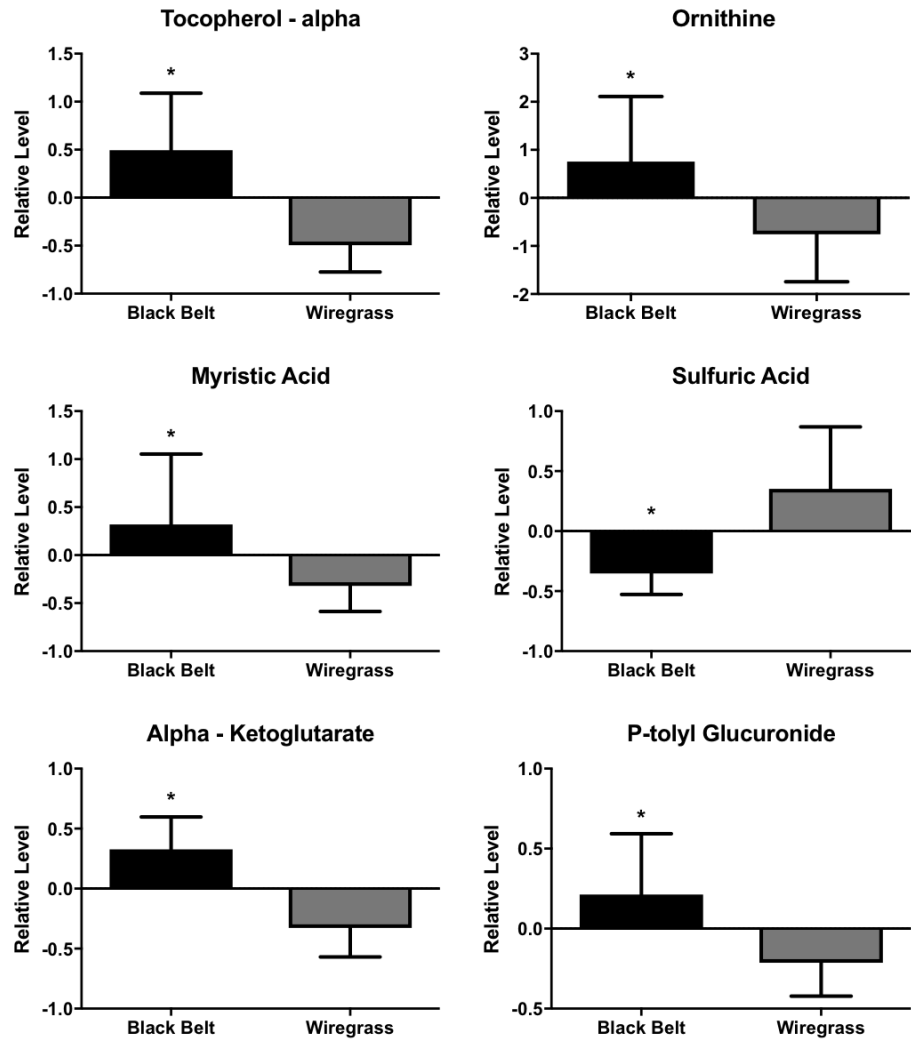 Tocopherol - alpha
Relative Level
1.5
1.0
0.5
0.0
-0.5
-1.0
*
Black Belt
Wiregrass
Ornithine
Relative Level
3
2
1
0
-1
-2
*
Black Belt
Wiregrass
Myristic Acid
Relative Level
1.5
1.0
0.5
0.0
-0.5
-1.0
*
Black Belt
Wiregrass
Sulfuric Acid
Relative Level
1.0
0.5
0.0
-0.5
-1.0
*
Black Belt
Wiregrass
Alpha - Ketoglutarate
Relative Level
1.0
0.5
0.0
-0.5
-1.0
*
Black Belt
Wiregrass
P-tolyl Glucuronide
Relative Level
1.0
0.5
0.0
-0.5
*
Black Belt
Wiregrass